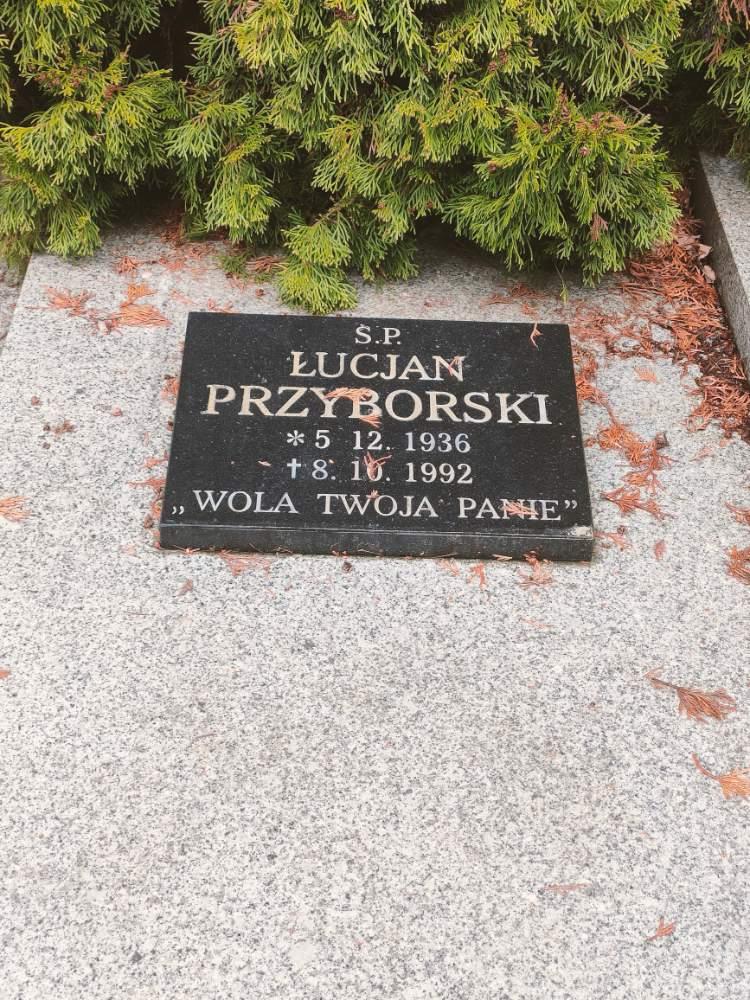 Ś.P.
ŁUCJAN
PRZYBORSKI
* 5 12. 1936
† 8. 10. 1992
„WOLA TWOJA PANIE”